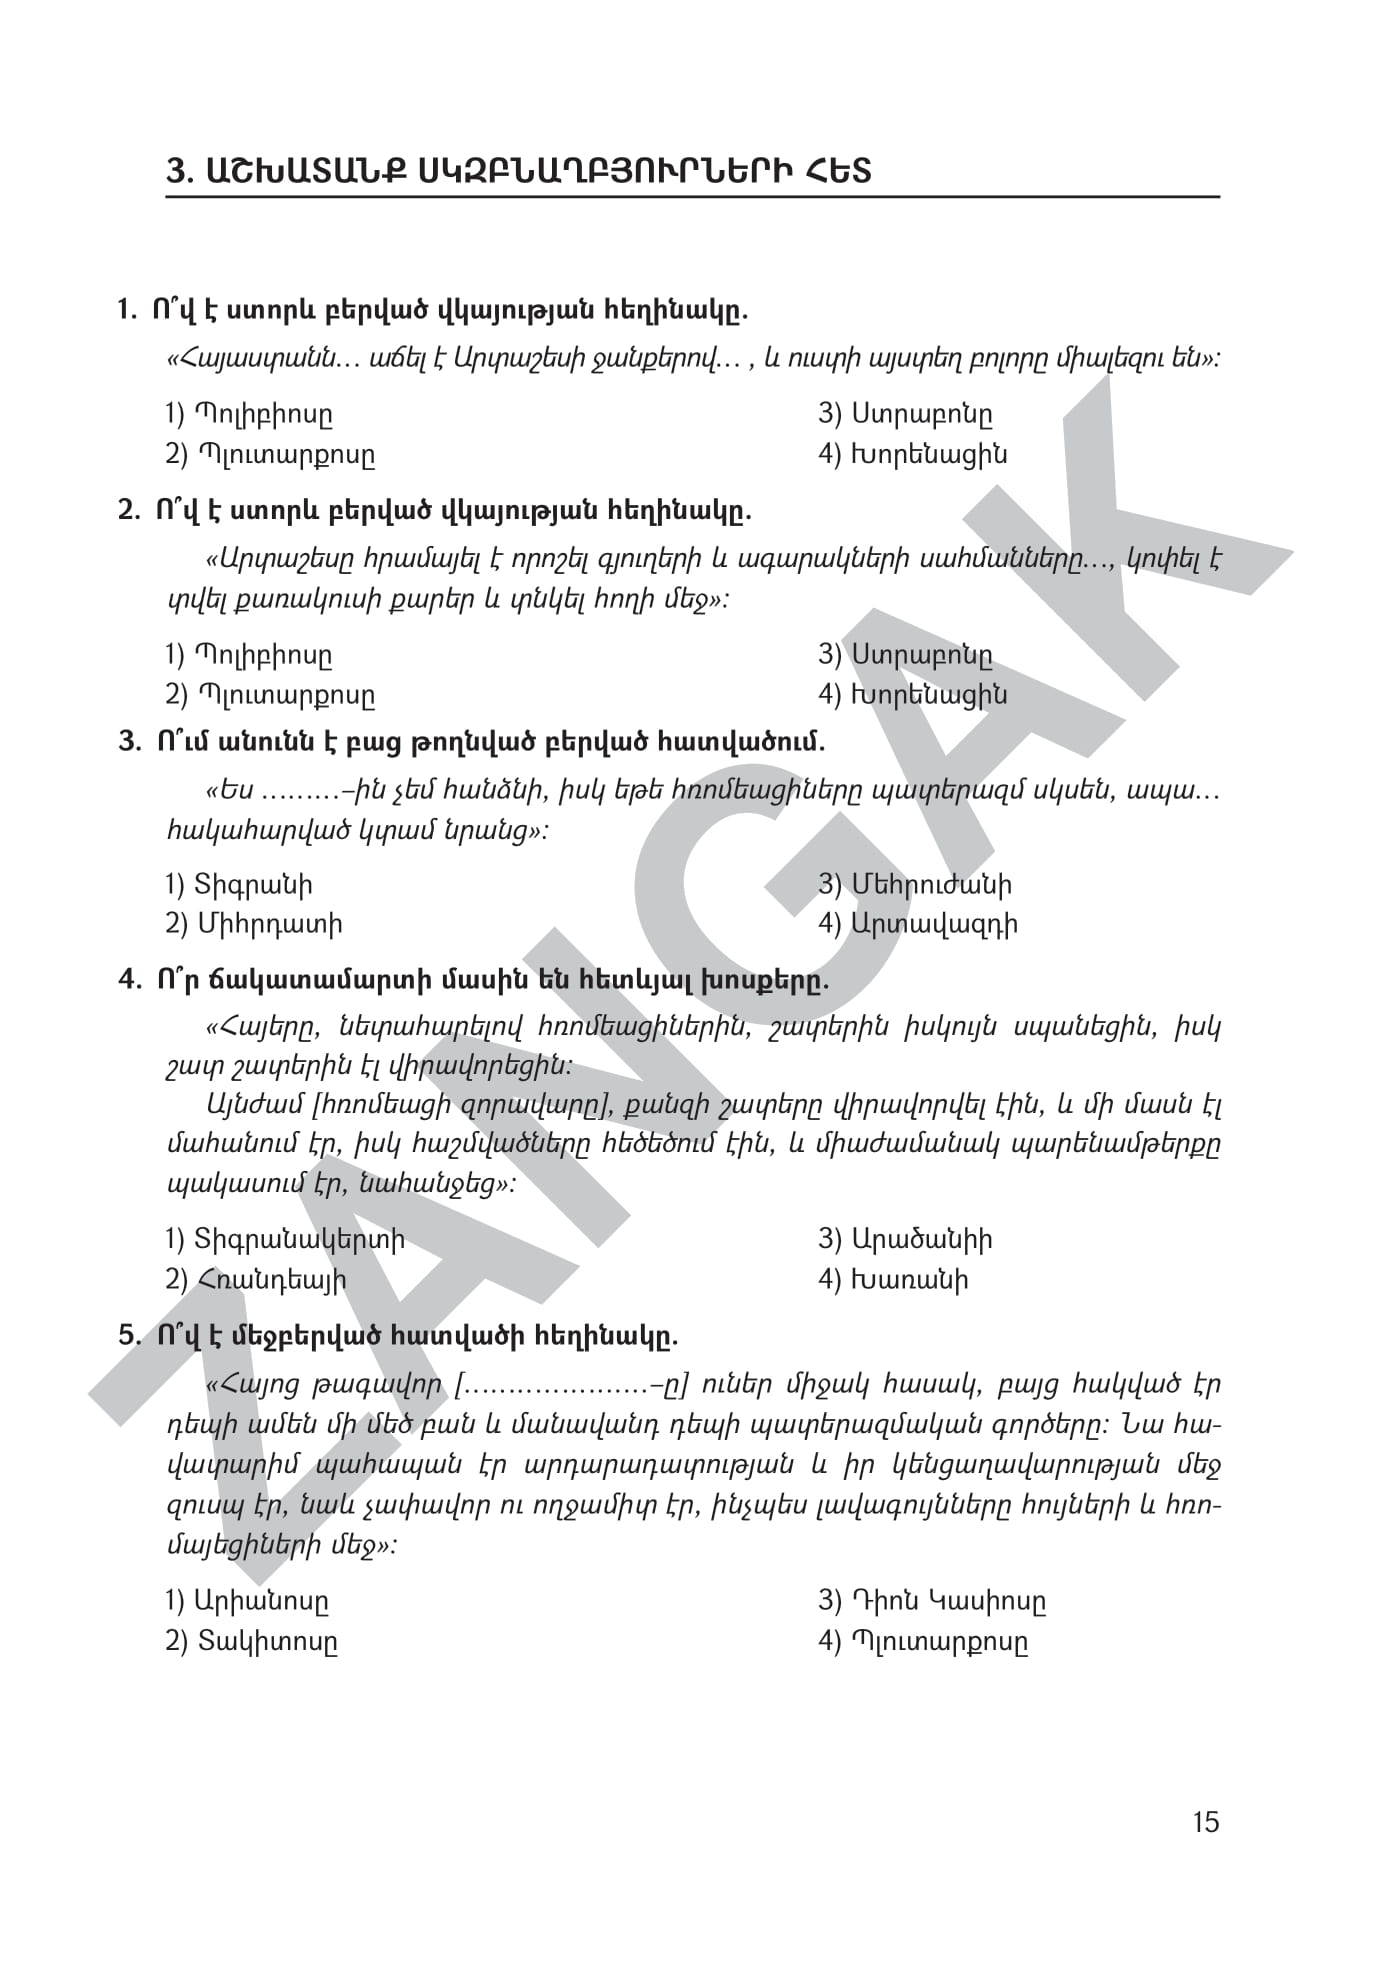 3. ԱՇԽԱՏԱՆՔ ՍԿԶԲՆԱՂԲՅՈՒՐՆԵՐԻ ՀԵՏ
1. Ո՞վ է ստորև բերված վկայության հեղինակը.
«Հայաստանն… աճել է Արտաշեսի ջանքերով… , և ուստի այստեղ բոլորը միալեզու են»:
1) Պոլիբիոսը
2) Պլուտարքոսը
3) Ստրաբոնը
4) Խորենացին
2. Ո՞վ է ստորև բերված վկայության հեղինակը.
«Արտաշեսը հրամայել է որոշել գյուղերի և ագարակների սահմանները…, կոփել է
տվել քառակուսի քարեր և տնկել հողի մեջ»:
1) Պոլիբիոսը
2) Պլուտարքոսը
3) Ստրաբոնը
4) Խորենացին
3. Ո՞ւմ անունն է բաց թողնված բերված հատվածում.
«Ես ………–ին չեմ հանձնի, իսկ եթե հռոմեացիները պատերազմ սկսեն, ապա…
հակահարված կտամ նրանց»:
1) Տիգրանի
2) Միհրդատի
3) Մեհրուժանի
4) Արտավազդի
4. Ո՞ր ճակատամարտի մասին են հետևյալ խոսքերը.
«Հայերը, նետահարելով հռոմեացիներին, շատերին իսկույն սպանեցին, իսկ
շատ շատերին էլ վիրավորեցին:
Այնժամ [հռոմեացի զորավարը], քանզի շատերը վիրավորվել էին, և մի մասն էլ
մահանում էր, իսկ հաշմվածները հեծեծում էին, և միաժամանակ պարենամթերքը
պակասում էր, նահանջեց»:
1) Տիգրանակերտի
2) Հռանդեայի
3) Արածանիի
4) Խառանի
5. Ո՞վ է մեջբերված հատվածի հեղինակը.
«Հայոց թագավոր […………………–ը] ուներ միջակ հասակ, բայց հակված էր
դեպի ամեն մի մեծ բան և մանավանդ դեպի պատերազմական գործերը: Նա հա-
վատարիմ պահապան էր արդարադատության և իր կենցաղավարության մեջ
զուսպ էր, նաև չափավոր ու ողջամիտ էր, ինչպես լավագույնները հույների և հռո-
մայեցիների մեջ»:
1) Արիանոսը
2) Տակիտոսը
3) Դիոն Կասիոսը
4) Պլուտարքոսը
15
ZANGAK